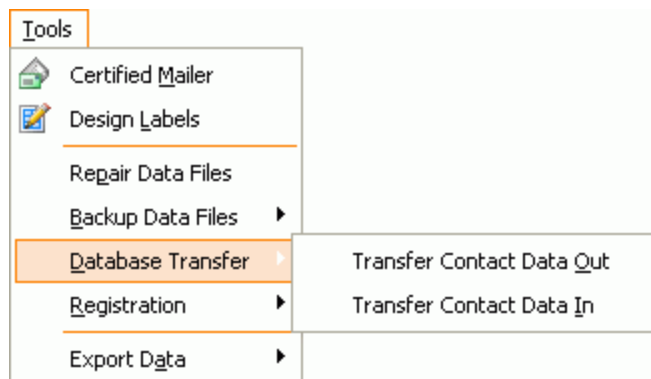 Tools
Certified Mailer
Design Labels
Repair Data Files
Backup Data Files
Database Transfer
Transfer Contact Data Out
Registration
Transfer Contact Data In
Export Data